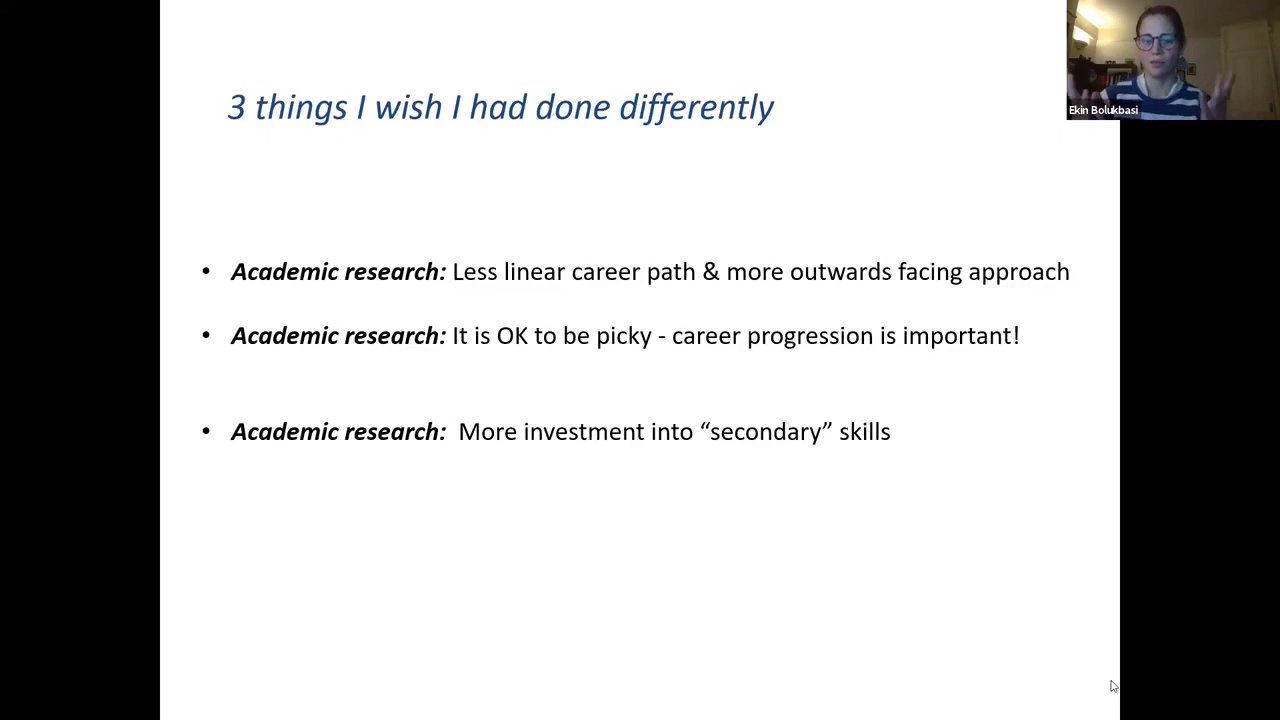 Ekin Bolukbasi
3 things I wish I had done differently
• Academic research: Less linear career path & more outwards facing approach
• Academic research: It is OK to be picky - career progression is important!
• Academic research:  More investment into “secondary” skills